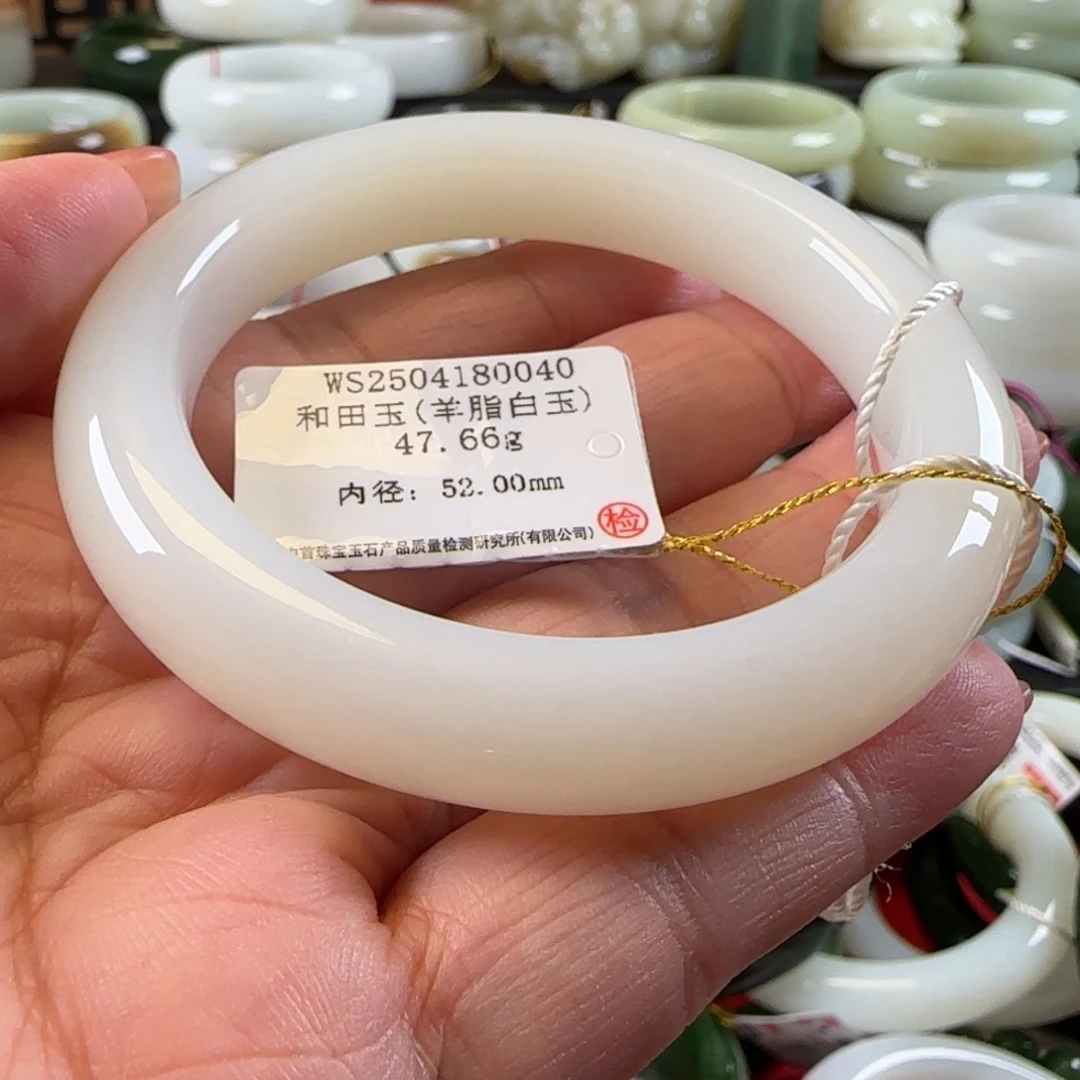 WS2504180040
和田玉(羊脂白玉)
47.66g
内径: 52.00mm
首珠宝玉石产品质量检测研究所(有限公司)
检